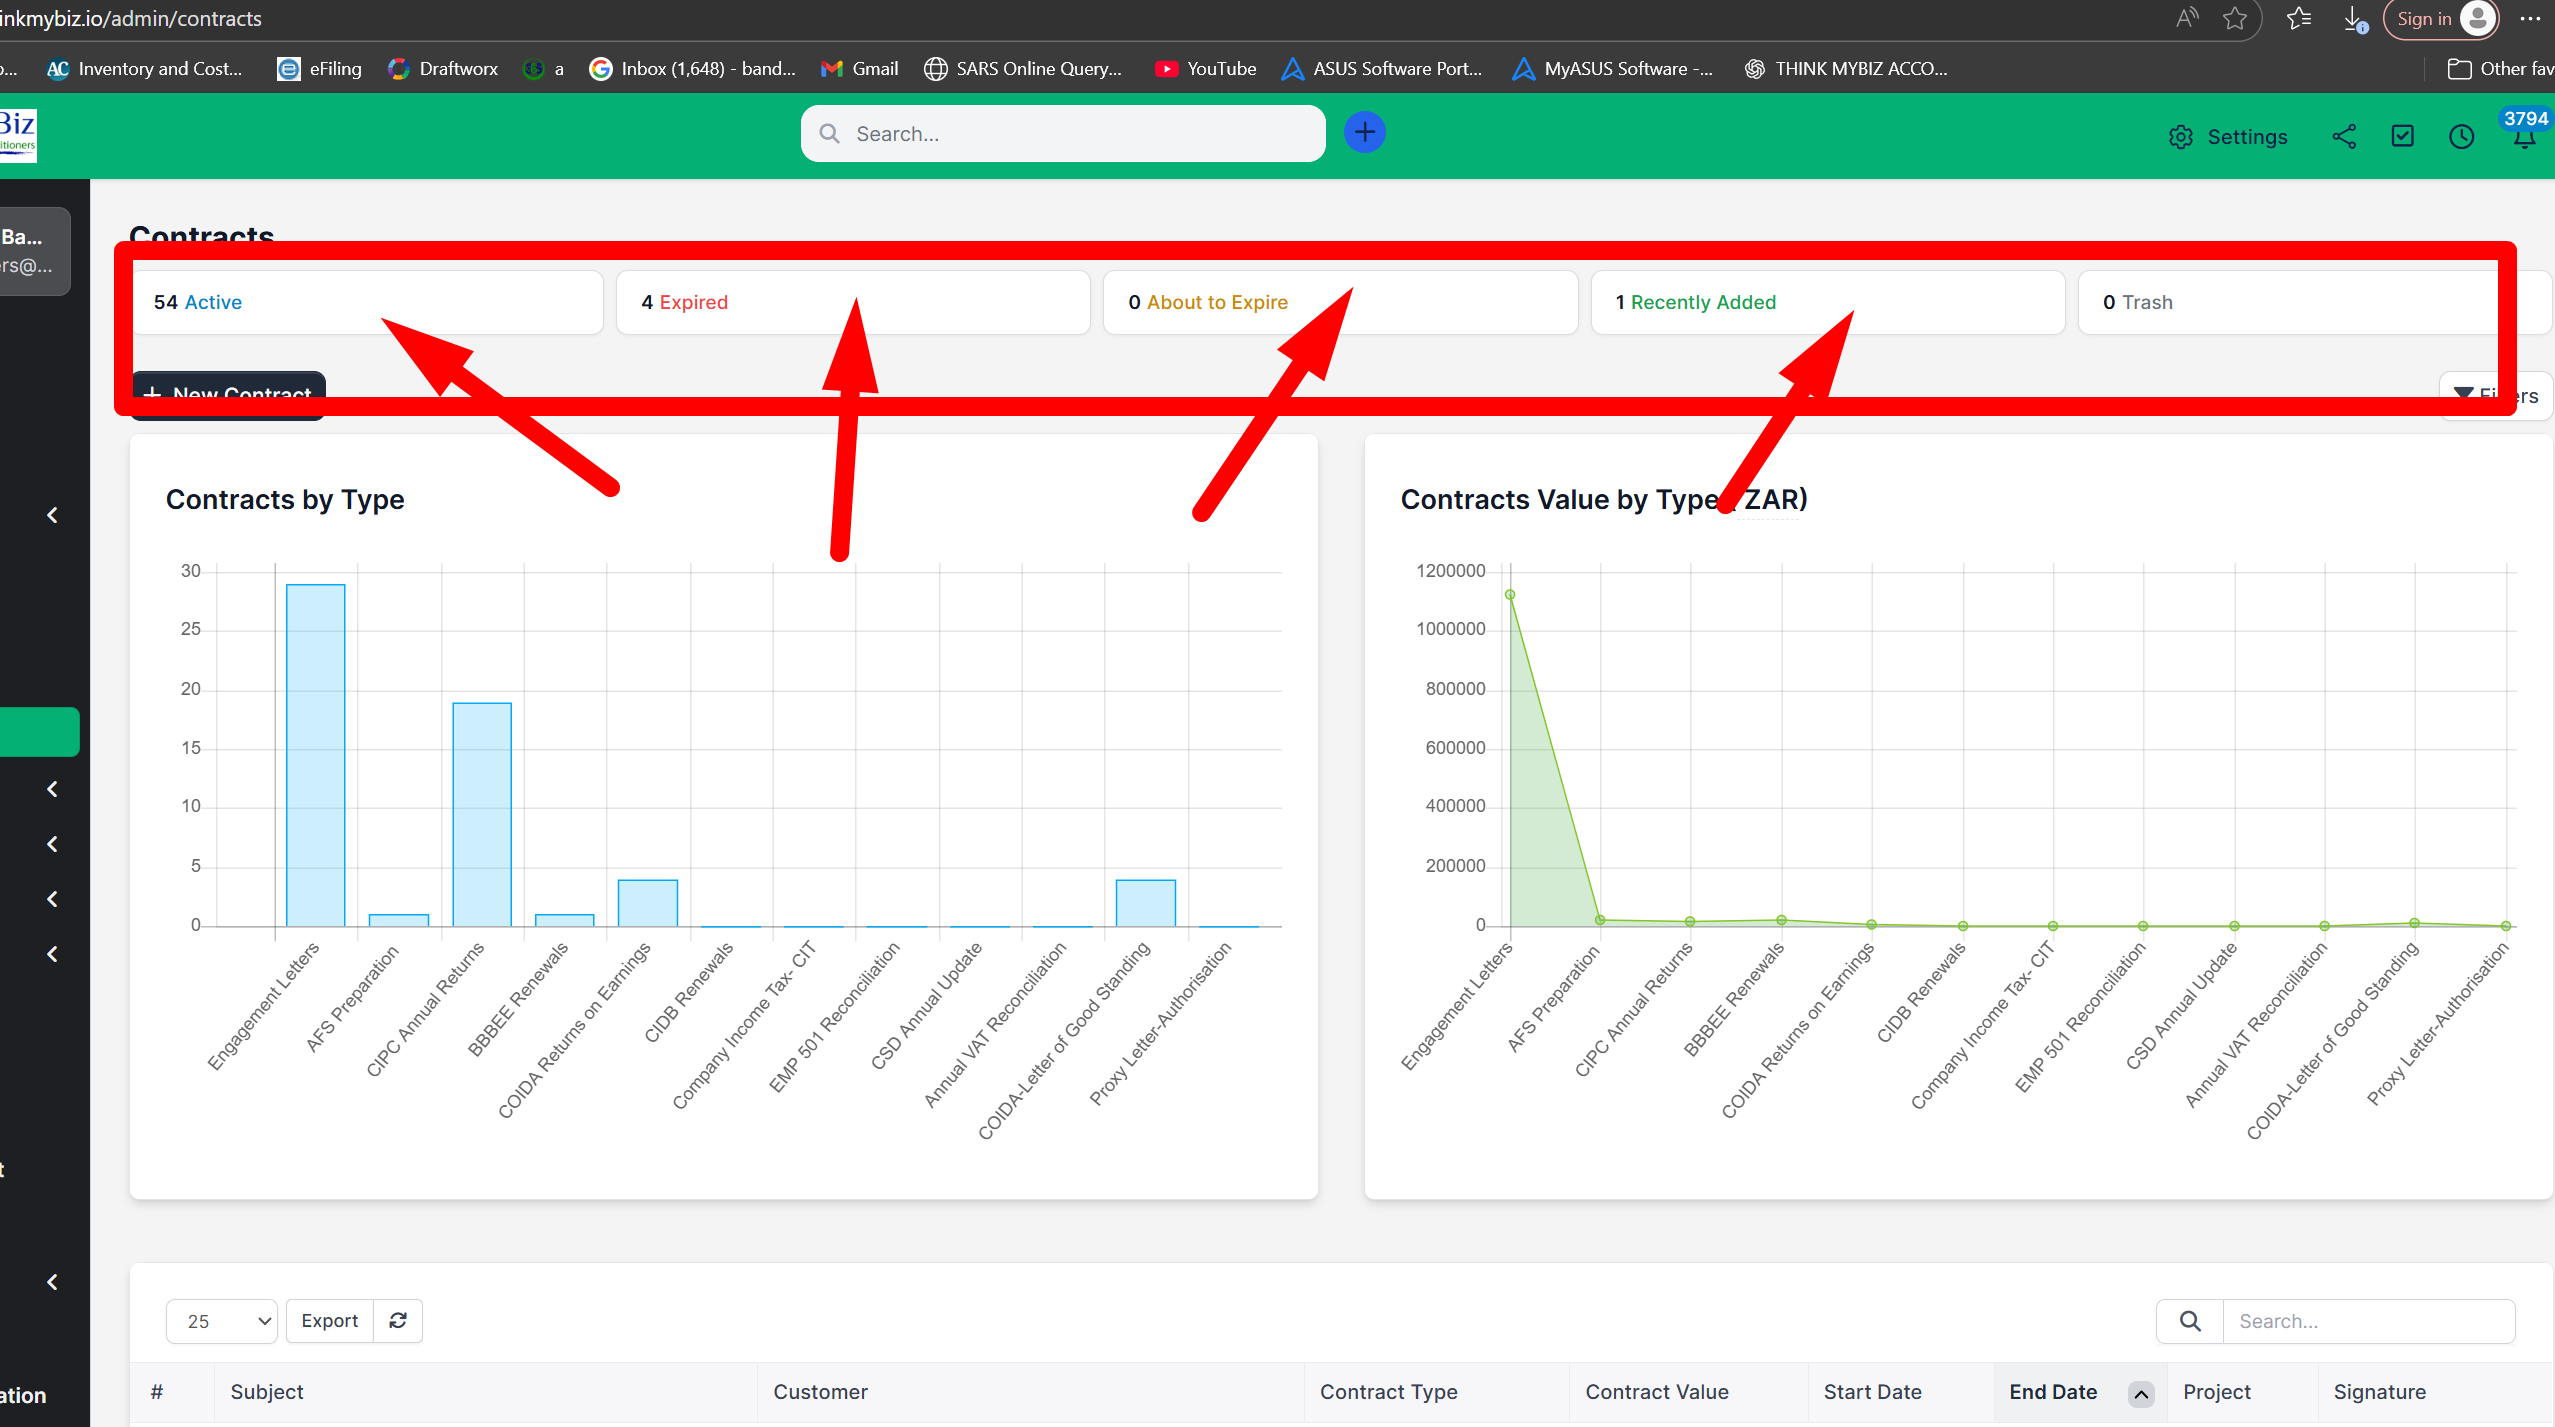 inkmybiz.io/admin/contracts
Sign in
Inventory and Cost...
eFiling
Draftworx
a
Inbox (1,648) - band...
Gmail
SARS Online Query...
YouTube
ASUS Software Port...
MyASUS Software -...
THINK MYBIZ ACCO...
Other fav
Biz
itioners
Search...
Settings
3794
Ba...
rs@...
Contracts
54 Active
4 Expired
0 About to Expire
1 Recently Added
0 Trash
+ New Contract
Filters
Contracts by Type
30
25
20
15
10
5
0
Engagement Letters
AFS Preparation
CIPC Annual Returns
BBBEE Renewals
COIDA Returns on Earnings
CIDB Renewals
Company Income Tax- CIT
EMP 501 Reconciliation
CSD Annual Update
Annual VAT Reconciliation
COIDA-Letter of Good Standing
Proxy Letter-Authorisation
Contracts Value by Type (ZAR)
1200000
1000000
800000
600000
400000
200000
0
Engagement Letters
AFS Preparation
CIPC Annual Returns
BBBEE Renewals
COIDA Returns on Earnings
CIDB Renewals
Company Income Tax- CIT
EMP 501 Reconciliation
CSD Annual Update
Annual VAT Reconciliation
COIDA-Letter of Good Standing
Proxy Letter-Authorisation
t
25
Export
Search...
# Subject Customer Contract Type Contract Value Start Date End Date Project Signature
ation